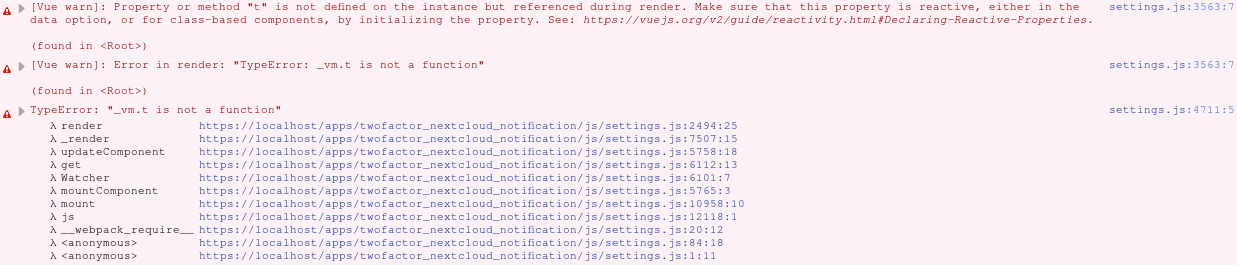 [Vue warn]: Property or method "t" is not defined on the instance but referenced during render. Make sure that this property is reactive, either in the settings.js:3563:7
data option, or for class-based components, by initializing the property. See: https://vuejs.org/v2/guide/reactivity.html#Declaring-Reactive-Properties.
(found in <Root>)
[Vue warn]: Error in render: "TypeError: _vm.t is not a function" settings.js:3563:7
(found in <Root>)
TypeError: "_vm.t is not a function" settings.js:4711:5
λ render https://localhost/apps/twofactor_nextcloud_notification/js/settings.js:2494:25
λ _render https://localhost/apps/twofactor_nextcloud_notification/js/settings.js:7507:15
λ updateComponent https://localhost/apps/twofactor_nextcloud_notification/js/settings.js:5758:18
λ get https://localhost/apps/twofactor_nextcloud_notification/js/settings.js:6112:13
λ Watcher https://localhost/apps/twofactor_nextcloud_notification/js/settings.js:6101:7
λ mountComponent https://localhost/apps/twofactor_nextcloud_notification/js/settings.js:5765:3
λ mount https://localhost/apps/twofactor_nextcloud_notification/js/settings.js:10958:10
λ js https://localhost/apps/twofactor_nextcloud_notification/js/settings.js:12118:1
λ __webpack_require__ https://localhost/apps/twofactor_nextcloud_notification/js/settings.js:20:12
λ <anonymous> https://localhost/apps/twofactor_nextcloud_notification/js/settings.js:84:18
λ <anonymous> https://localhost/apps/twofactor_nextcloud_notification/js/settings.js:1:11